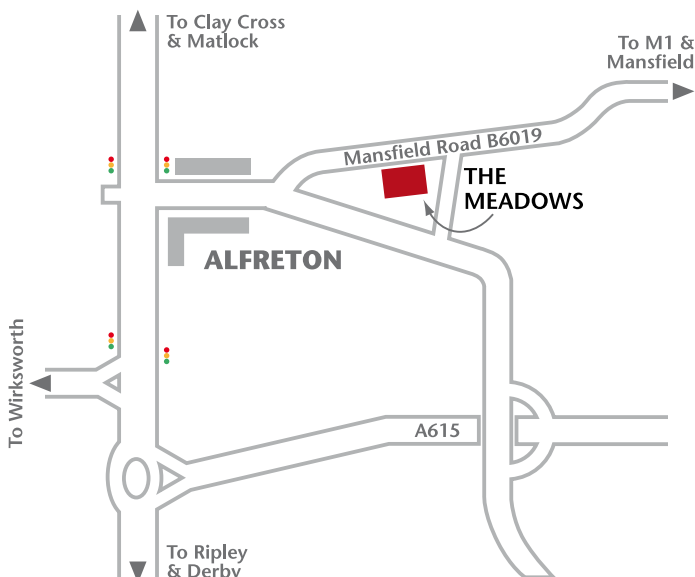 To Clay Cross
& Matlock
To M1 &
Mansfield
Mansfield Road B6019
THE
MEADOWS
ALFRETON
To Wirksworth
A615
To Ripley
& Derby